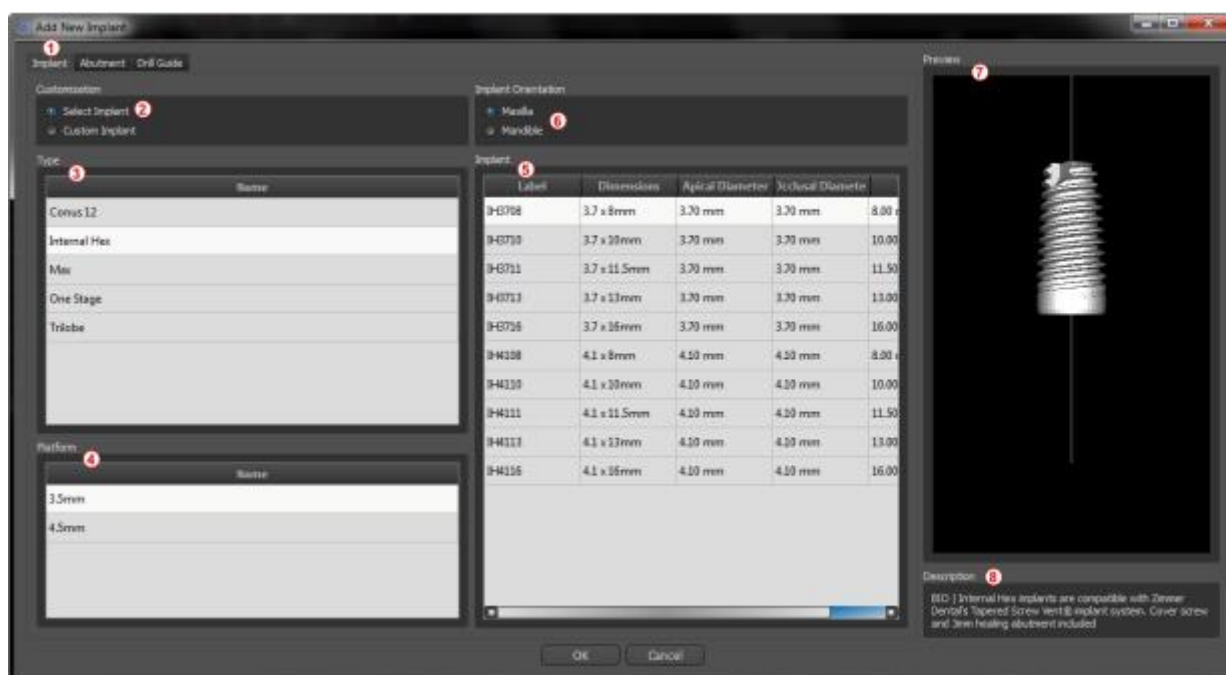 Add New Implant
1
Implant Abutment Drill Guide
Customization
Select Implant 2
Custom Implant
Implant Orientation
Maxilla
Mandible 6
Type 3
Name
Conus 12
Internal Hex
Max
One Stage
Trilobe
Platform 4
Name
3.5mm
4.5mm
Implant 5
Label Dimensions Apical Diameter Occlusal Diamete
IH3708 3.7 x 8mm 3.70 mm 3.70 mm 8.00
IH3710 3.7 x 10mm 3.70 mm 3.70 mm 10.00
IH3711 3.7 x 11.5mm 3.70 mm 3.70 mm 11.50
IH3713 3.7 x 13mm 3.70 mm 3.70 mm 13.00
IH3716 3.7 x 16mm 3.70 mm 3.70 mm 16.00
IH4108 4.1 x 8mm 4.10 mm 4.10 mm 8.00
IH4110 4.1 x 10mm 4.10 mm 4.10 mm 10.00
IH4111 4.1 x 11.5mm 4.10 mm 4.10 mm 11.50
IH4113 4.1 x 13mm 4.10 mm 4.10 mm 13.00
IH4116 4.1 x 16mm 4.10 mm 4.10 mm 16.00
Preview
7
Description 8
BIO | Internal Hex implants are compatible with Zimmer
Dental's Tapered Screw Vent® implant system. Cover screw
and 3mm healing abutment included
OK Cancel